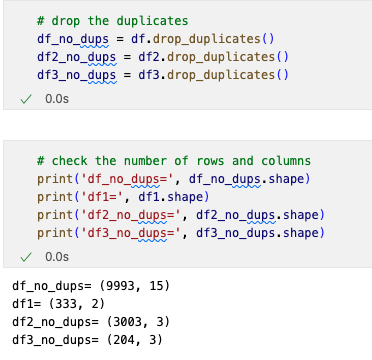 # drop the duplicates
df_no_dups = df.drop_duplicates()
df2_no_dups = df2.drop_duplicates()
df3_no_dups = df3.drop_duplicates()
0.0s
# check the number of rows and columns
print('df_no_dups=', df_no_dups.shape)
print('df1=', df1.shape)
print('df2_no_dups=', df2_no_dups.shape)
print('df3_no_dups=', df3_no_dups.shape)
0.0s
df_no_dups= (9993, 15)
df1= (333, 2)
df2_no_dups= (3003, 3)
df3_no_dups= (204, 3)